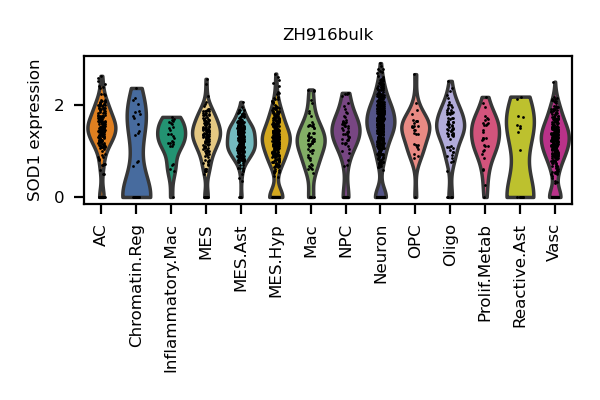 ZH916bulk
SOD1 expression
2
0
AC
Chromatin.Reg
Inflammatory.Mac
MES
MES.Ast
MES.Hyp
Mac
NPC
Neuron
OPC
Oligo
Prolif.Metab
Reactive.Ast
Vasc